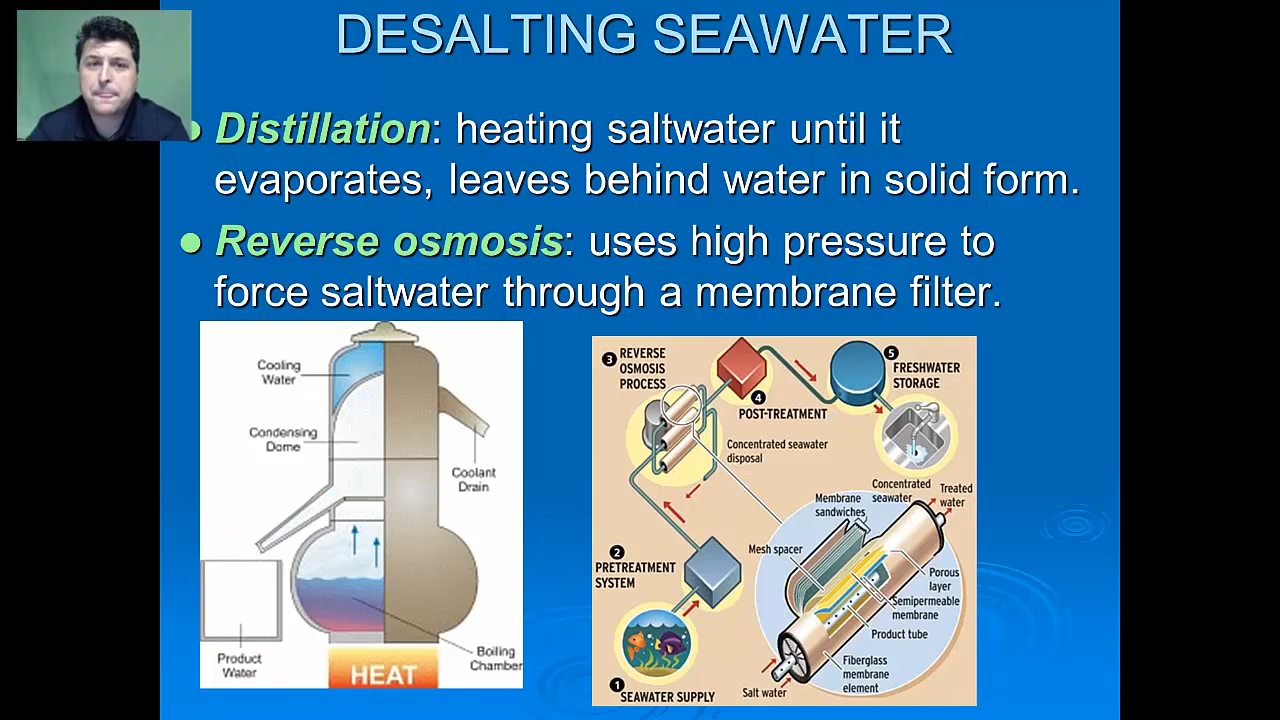 DESALTING SEAWATER
Distillation: heating saltwater until it
evaporates, leaves behind water in solid form.
Reverse osmosis: uses high pressure to
force saltwater through a membrane filter.
Cooling
Water
Condensing
Dome
Coolant
Drain
Product
Water
Boiling
Chamber
HEAT
3 REVERSE
OSMOSIS
PROCESS
4
POST-TREATMENT
5
FRESHWATER
STORAGE
Concentrated seawater
disposal
2
PRETREATMENT
SYSTEM
1
SEAWATER SUPPLY
Concentrated
seawater
Treated
water
Membrane
sandwiches
Mesh spacer
Porous
layer
Semipermeable
membrane
Product tube
Fiberglass
membrane
element
Salt water